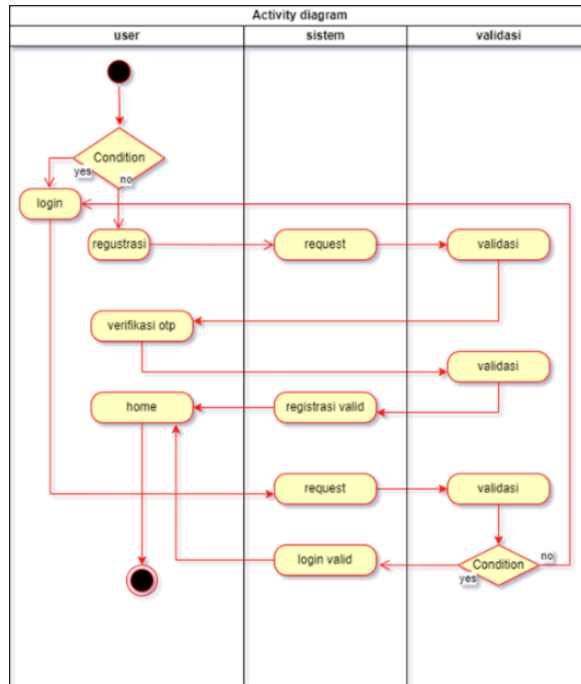 Activity diagram
user
sistem
validasi
Condition
yes
no
login
regustrasi
request
validasi
verifikasi otp
validasi
home
registrasi valid
request
validasi
login valid
Condition
no
yes